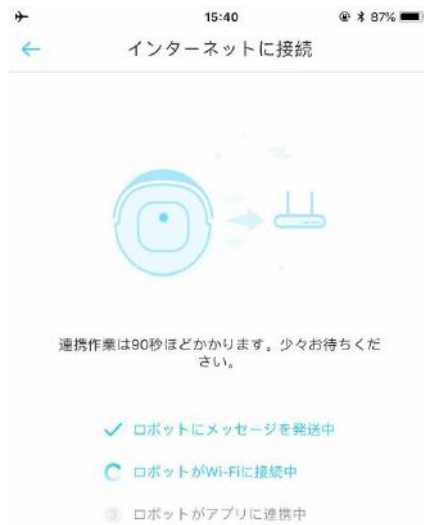 15:40
87%
インターネットに接続
連携作業は90秒ほどかかります。少々お待ちくだ
さい。
ロボットにメッセージを発送中
ロボットがWi-Fiに接続中
3 ロボットがアプリに連携中